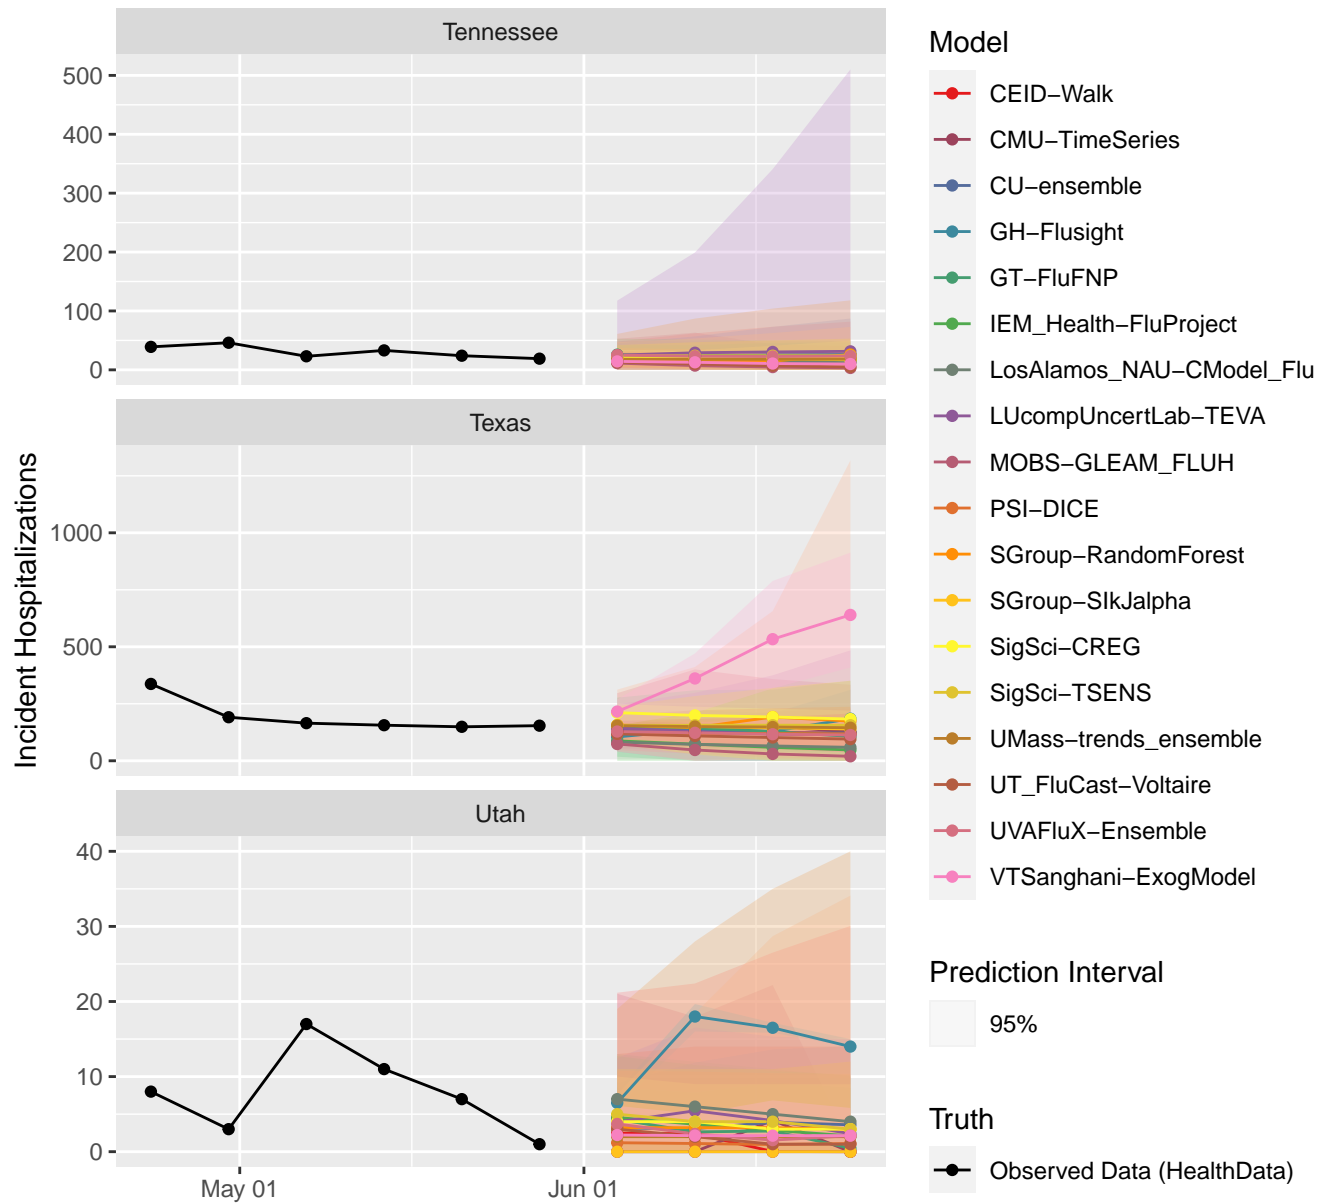 Tennessee
500
400
300
200
100
0
Texas
1000
500
0
Utah
40
30
20
10
0
May 01
Jun 01
Incident Hospitalizations
Model
CEID−Walk
CMU−TimeSeries
CU−ensemble
GH−Flusight
GT−FluFNP
IEM_Health−FluProject
LosAlamos_NAU−CModel_Flu
LUcompUncertLab−TEVA
MOBS−GLEAM_FLUH
PSI−DICE
SGroup−RandomForest
SGroup−SIkJalpha
SigSci−CREG
SigSci−TSENS
UMass−trends_ensemble
UT_FluCast−Voltaire
UVAFluX−Ensemble
VTSanghani−ExogModel
Prediction Interval
95%
Truth
Observed Data (HealthData)